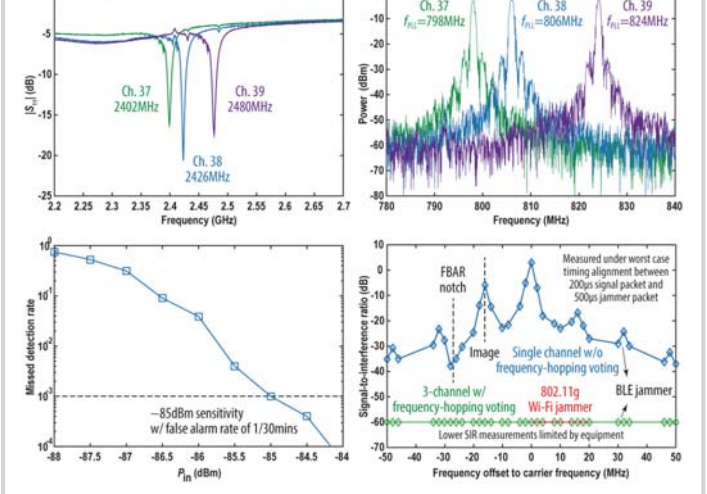 -5
-10
-15
-20
-25
|S₁₁| (dB)
Ch. 37
2402MHz
Ch. 38
2426MHz
Ch. 39
2480MHz
2.2 2.25 2.3 2.35 2.4 2.45 2.5 2.55 2.6 2.65 2.7
Frequency (GHz)
-10
-20
-30
-40
-50
-60
-70
-80
Power (dBm)
Ch. 37
fPLL=798MHz
Ch. 38
fPLL=806MHz
Ch. 39
fPLL=824MHz
780 790 800 810 820 830 840
Frequency (MHz)
10⁰
10¹
10²
10³
10⁴
Missed detection rate
−85dBm sensitivity
w/ false alarm rate of 1/30mins
-88 -87.5 -87 -86.5 -86 -85.5 -85 -84.5 -84
Pin (dBm)
10
0
-10
-20
-30
-40
-50
-60
-70
Signal-to-interference ratio (dB)
FBAR
notch
Image
Measured under worst case
timing alignment between
200μs signal packet and
500μs jammer packet
Single channel w/o
frequency-hopping voting
BLE jammer
3-channel w/
frequency-hopping voting
802.11g
Wi-Fi jammer
Lower SIR measurements limited by equipment
-50 -40 -30 -20 -10 0 10 20 30 40 50
Frequency offset to carrier frequency (MHz)